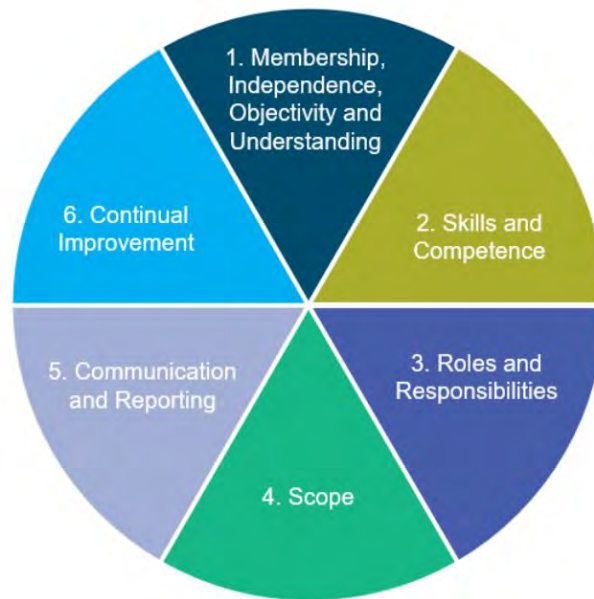 1. Membership,
Independence,
Objectivity and
Understanding
2. Skills and
Competence
3. Roles and
Responsibilities
4. Scope
5. Communication
and Reporting
6. Continual
Improvement